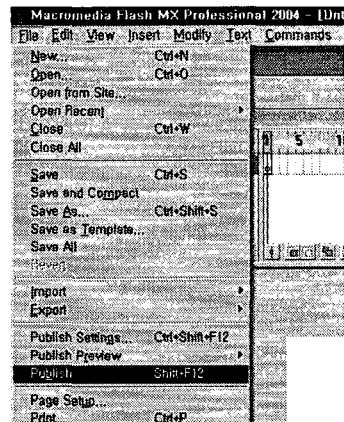 Macromedia Flash MX Professional 2004 - [Unt
File Edit View Insert Modify Text Commands
New... Ctrl+N
Open... Ctrl+O
Open from Site...
Open Recent
Close Ctrl+W
Close All
5
Save Ctrl+S
Save and Compact
Save As... Ctrl+Shift+S
Save as Template...
Save All
Revert
Import
Export
Publish Settings... Ctrl+Shift+F12
Publish Preview
Publish Shift+F12
Page Setup...
Print... Ctrl+P